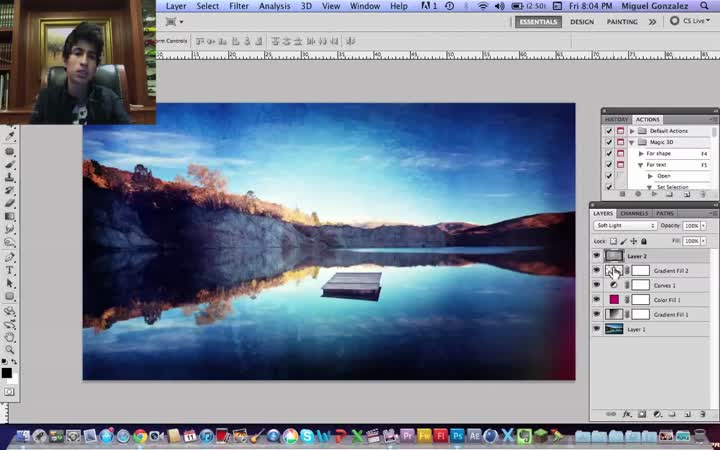 Layer Select Filter Analysis 3D View Window Help 1 (2:50) Fri 8:04 PM Miguel Gonzalez
ESSENTIALS DESIGN PAINTING >> CS Live
orm Controls
HISTORY ACTIONS
Default Actions
Magic 3D
For shape F4
For text F5
Open
Set Selection
LAYERS CHANNELS PATHS
Soft Light Opacity: 100%
Lock: Fill: 100%
Layer 2
Gradient Fill 2
Curves 1
Color Fill 1
Gradient Fill 1
Layer 1